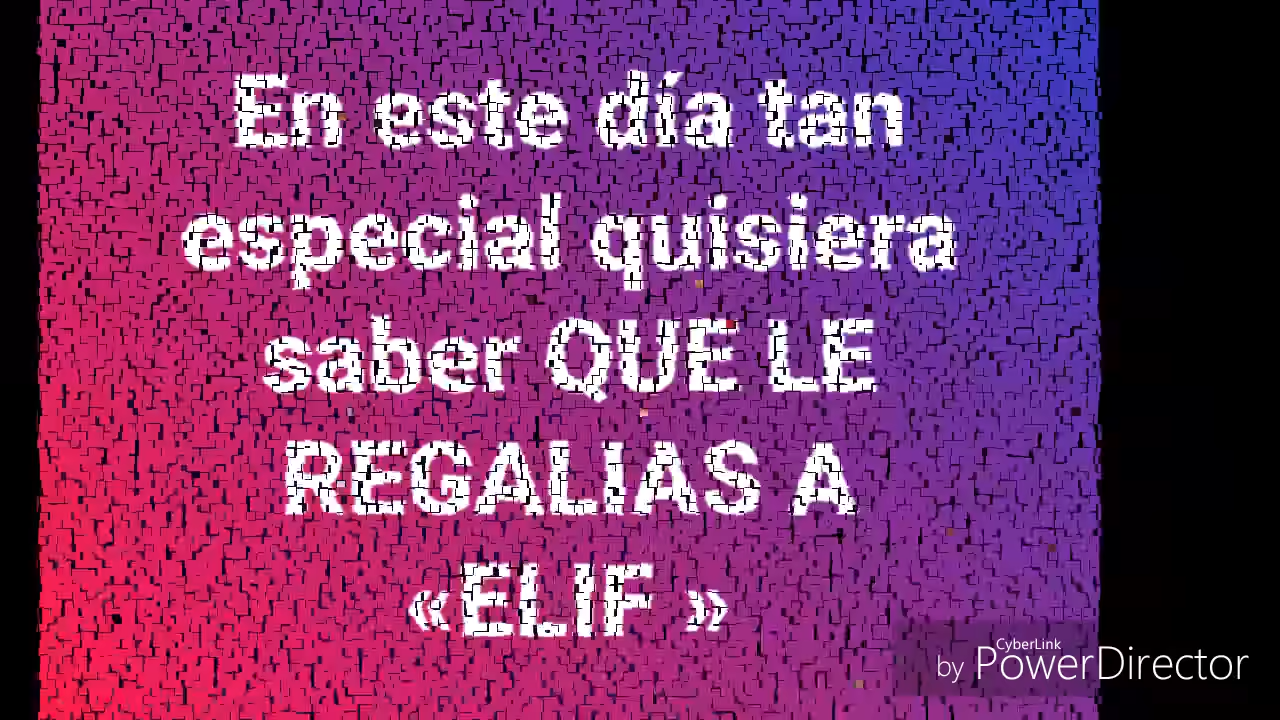 En este día tan
especial quisiera
saber QUE LE
REGALIAS A
«ELIF »
CyberLink
by PowerDirector